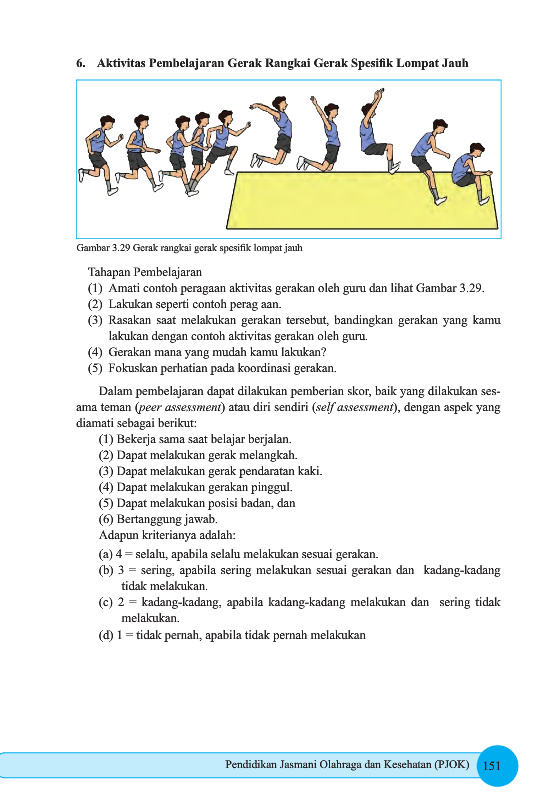 6. Aktivitas Pembelajaran Gerak Rangkai Gerak Spesifik Lompat Jauh
Gambar 3.29 Gerak rangkai gerak spesifik lompat jauh
Tahapan Pembelajaran
(1) Amati contoh peragaan aktivitas gerakan oleh guru dan lihat Gambar 3.29.
(2) Lakukan seperti contoh perag aan.
(3) Rasakan saat melakukan gerakan tersebut, bandingkan gerakan yang kamu
lakukan dengan contoh aktivitas gerakan oleh guru.
(4) Gerakan mana yang mudah kamu lakukan?
(5) Fokuskan perhatian pada koordinasi gerakan.
Dalam pembelajaran dapat dilakukan pemberian skor, baik yang dilakukan ses-
ama teman (peer assessment) atau diri sendiri (self assessment), dengan aspek yang
diamati sebagai berikut:
(1) Bekerja sama saat belajar berjalan.
(2) Dapat melakukan gerak melangkah.
(3) Dapat melakukan gerak pendaratan kaki.
(4) Dapat melakukan gerakan pinggul.
(5) Dapat melakukan posisi badan, dan
(6) Bertanggung jawab.
Adapun kriterianya adalah:
(a) 4 = selalu, apabila selalu melakukan sesuai gerakan.
(b) 3 = sering, apabila sering melakukan sesuai gerakan dan kadang-kadang
tidak melakukan.
(c) 2 = kadang-kadang, apabila kadang-kadang melakukan dan sering tidak
melakukan.
(d) 1 = tidak pernah, apabila tidak pernah melakukan
Pendidikan Jasmani Olahraga dan Kesehatan (PJOK) 151